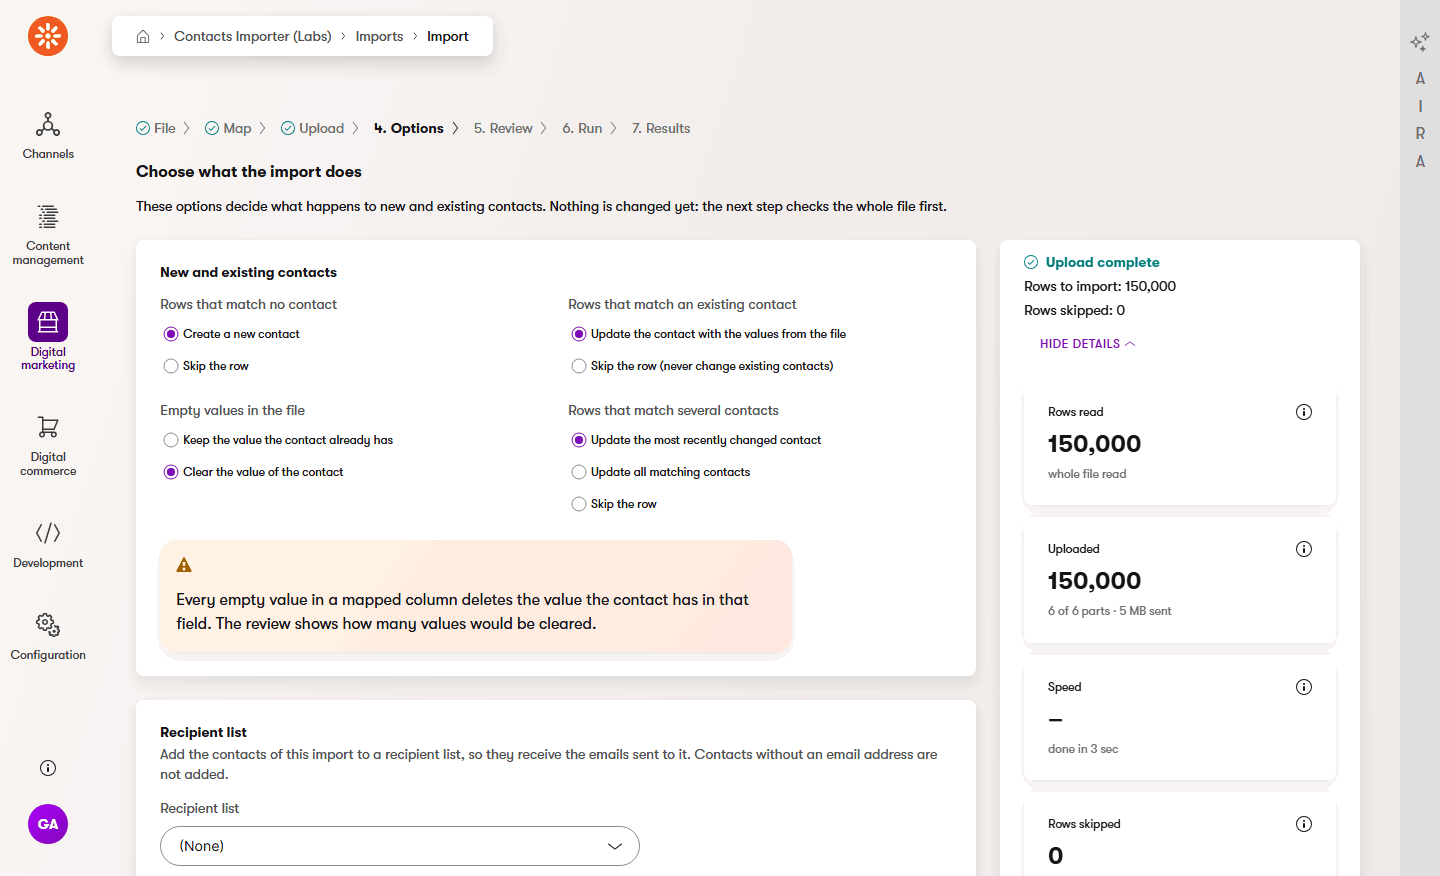 Contacts Importer (Labs) Imports Import
A
I
R
A
Channels
Content
management
Digital
marketing
Digital
commerce
Development
Configuration
GA
File Map Upload 4. Options 5. Review 6. Run 7. Results
Choose what the import does
These options decide what happens to new and existing contacts. Nothing is changed yet: the next step checks the whole file first.
New and existing contacts
Rows that match no contact
Create a new contact
Skip the row
Rows that match an existing contact
Update the contact with the values from the file
Skip the row (never change existing contacts)
Empty values in the file
Keep the value the contact already has
Clear the value of the contact
Rows that match several contacts
Update the most recently changed contact
Update all matching contacts
Skip the row
Every empty value in a mapped column deletes the value the contact has in that
field. The review shows how many values would be cleared.
Recipient list
Add the contacts of this import to a recipient list, so they receive the emails sent to it. Contacts without an email address are
not added.
Recipient list
(None)
Upload complete
Rows to import: 150,000
Rows skipped: 0
HIDE DETAILS
Rows read
150,000
whole file read
Uploaded
150,000
6 of 6 parts · 5 MB sent
Speed
–
done in 3 sec
Rows skipped
0